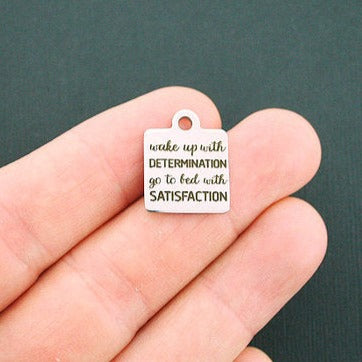 wake up with
DETERMINATION
go to bed with
SATISFACTION